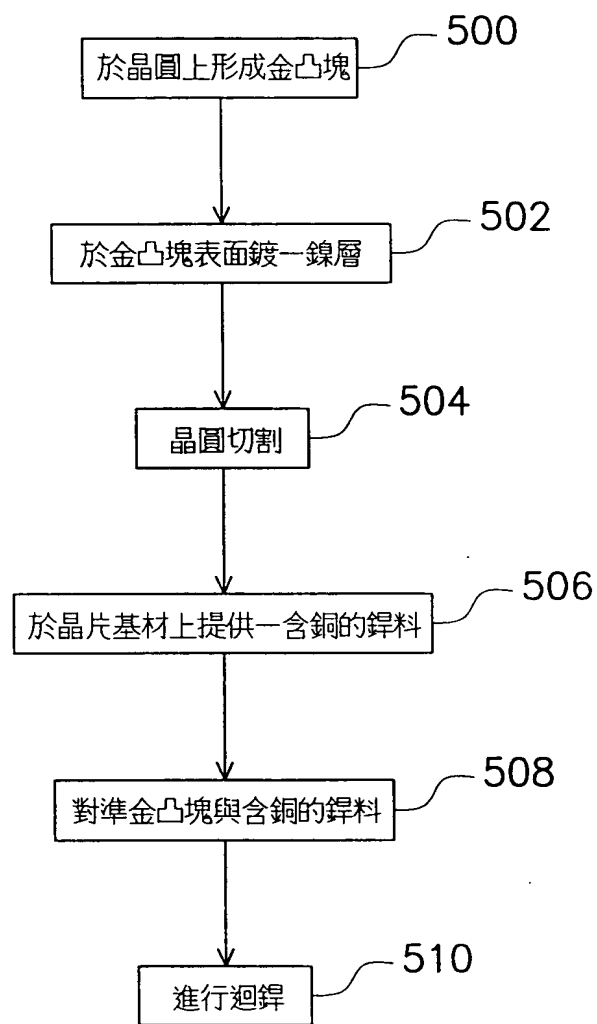 500
於晶圓上形成金凸塊
502
於金凸塊表面鍍一鎳層
504
晶圓切割
506
於晶片基材上提供一含銅的銲料
508
對準金凸塊與含銅的銲料
510
進行迴銲